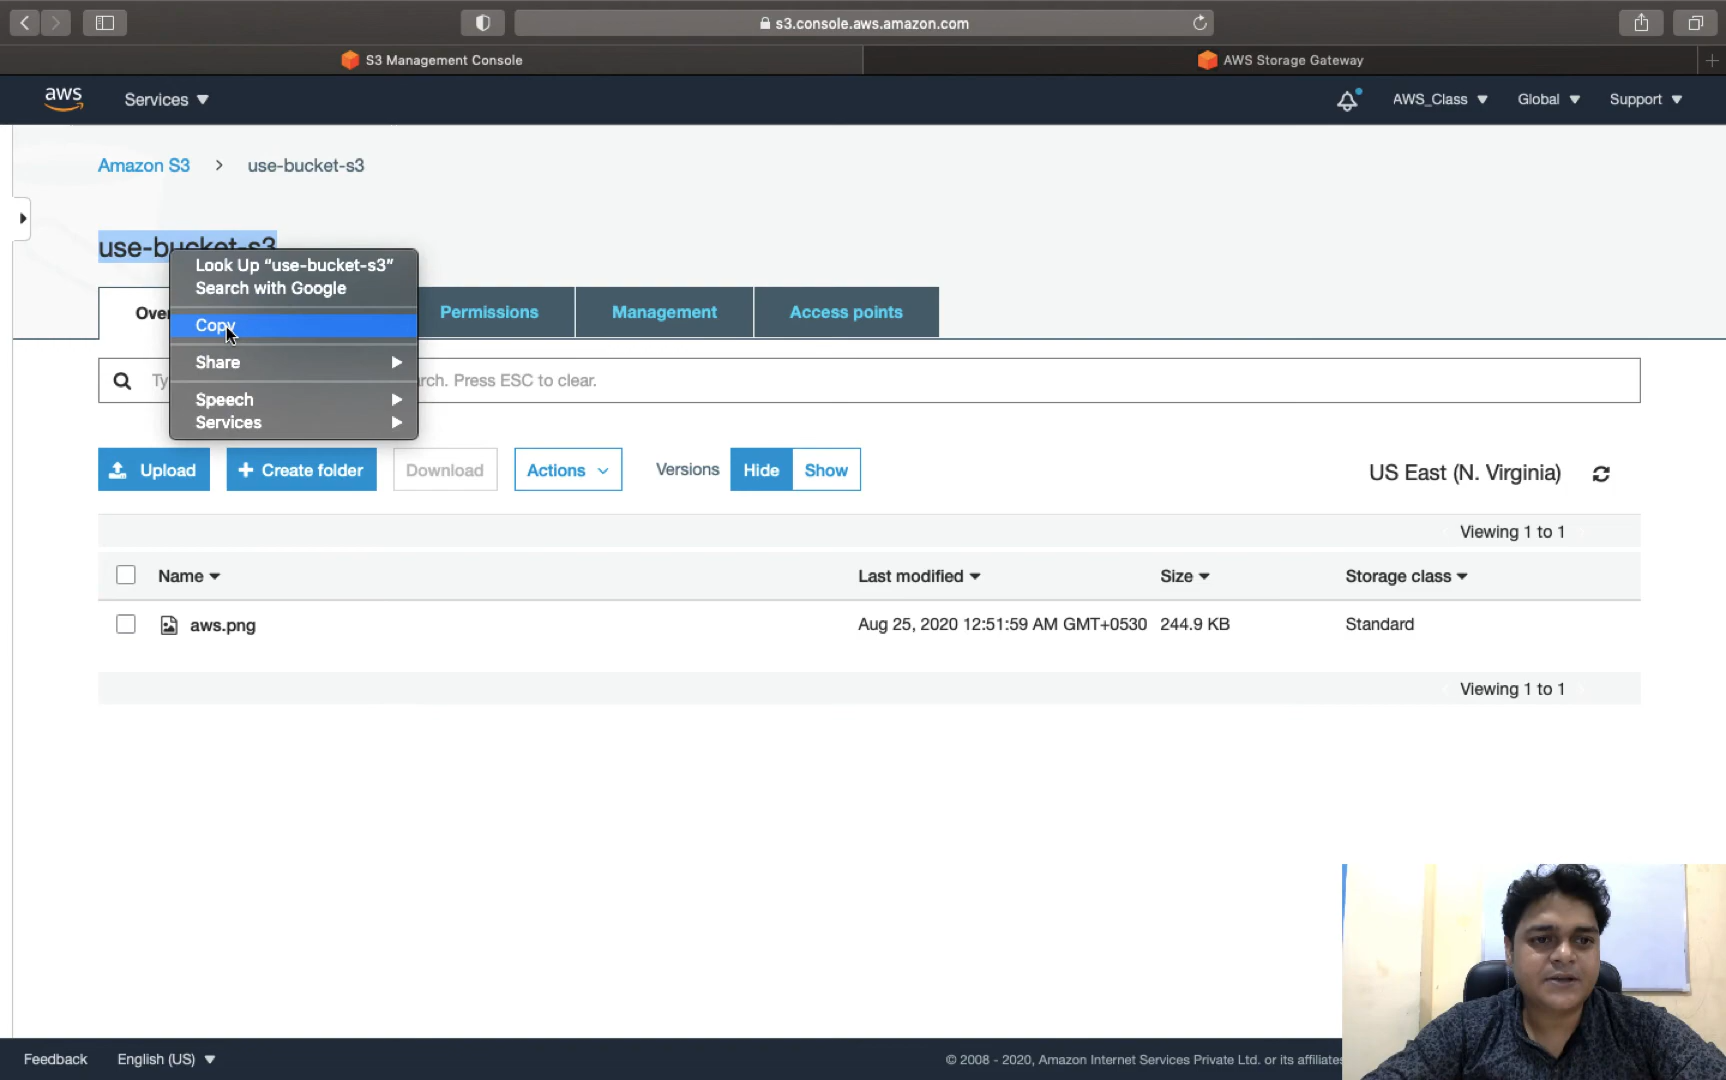 s3.console.aws.amazon.com
S3 Management Console
AWS Storage Gateway
aws
Services
AWS_Class
Global
Support
Amazon S3 > use-bucket-s3
use-bucket-s3
Look Up “use-bucket-s3”
Search with Google
Copy
Share
Speech
Services
Permissions
Management
Access points
Press ESC to clear.
Upload
Create folder
Download
Actions
Versions
Hide
Show
US East (N. Virginia)
Viewing 1 to 1
Name
Last modified
Size
Storage class
aws.png
Aug 25, 2020 12:51:59 AM GMT+0530
244.9 KB
Standard
Viewing 1 to 1
Feedback
English (US)
© 2008 - 2020, Amazon Internet Services Private Ltd. or its affiliates